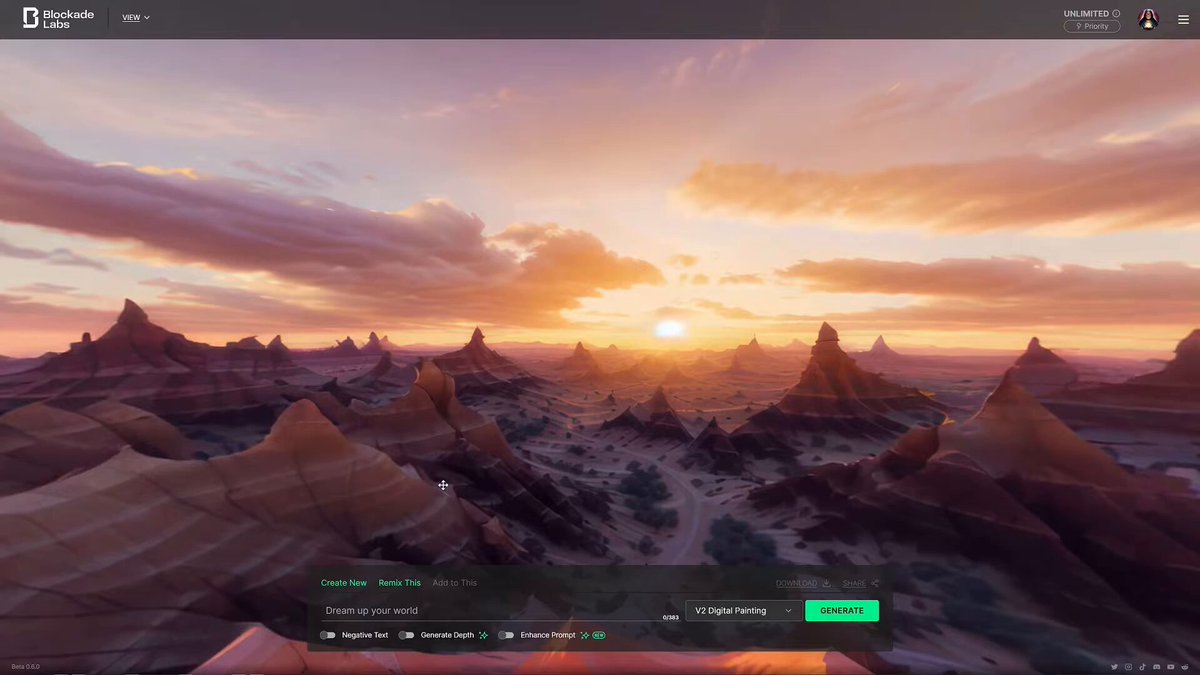 Blockade
Labs
VIEW
UNLIMITED
Priority
Create New Remix This Add to This
DOWNLOAD SHARE
Dream up your world
0/383
V2 Digital Painting
GENERATE
Negative Text Generate Depth Enhance Prompt NEW
Beta 0.6.0